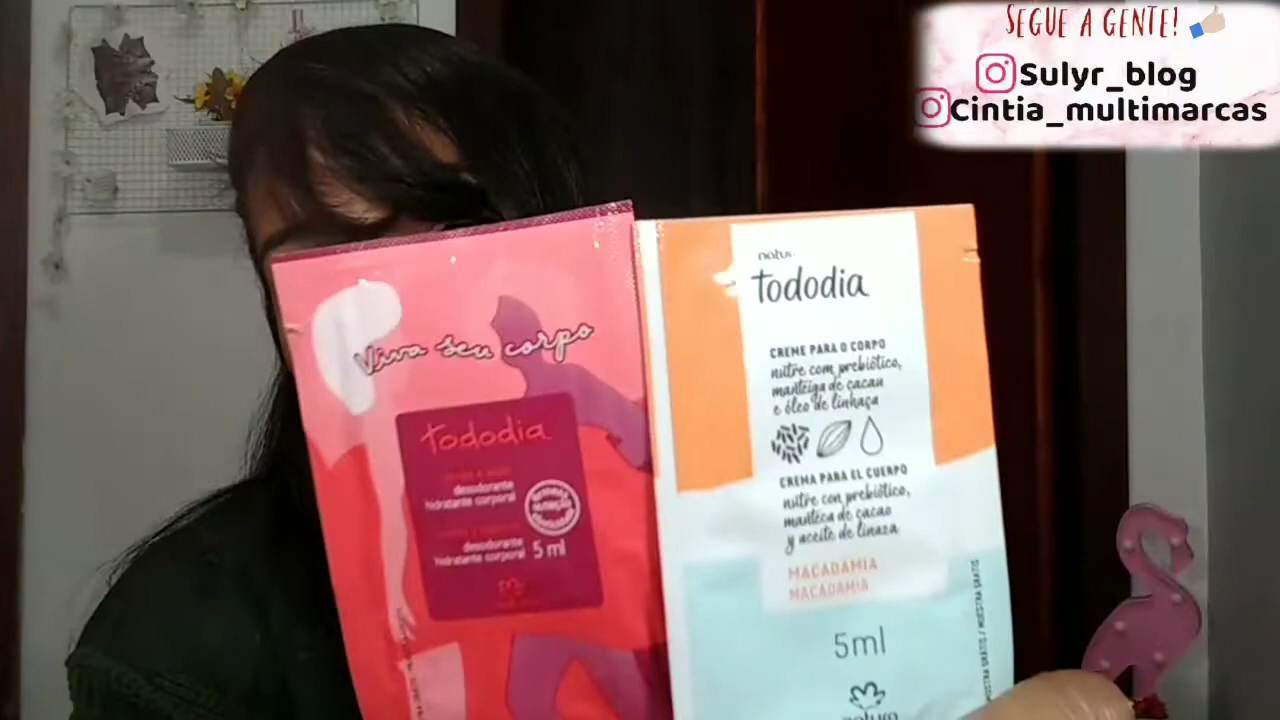 SEGUE A GENTE!
Sulyr_blog
Cintia_multimarcas
Viva seu corpo
tododia
desodorante
hidratante corporal
desodorante
hidratante corporal 5 ml
natura
tododia
CREME PARA O CORPO
nutre com prebiótico,
manteiga de cacau
e óleo de linhaça
CREMA PARA EL CUERPO
nutre con prebiótico,
manteca de cacao
y aceite de linaza
MACADÂMIA
MACADAMIA
5ml
natura